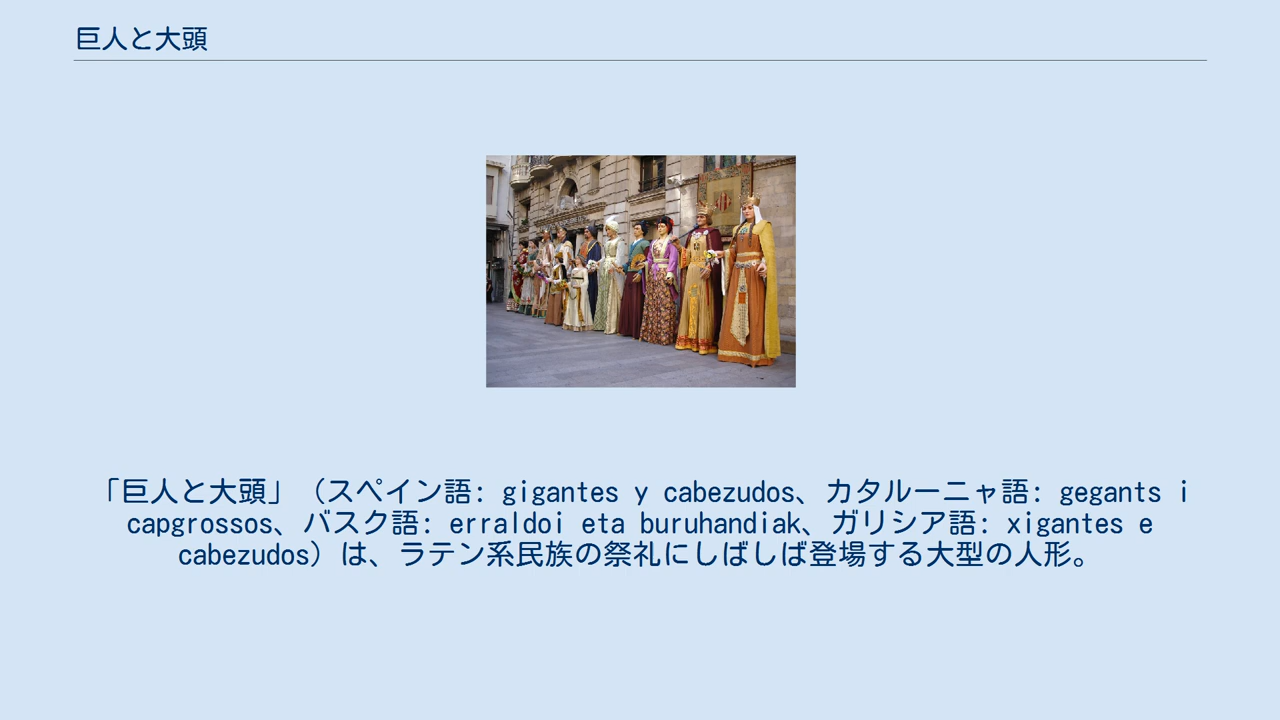 巨人と大頭
「巨人と大頭」（スペイン語: gigantes y cabezudos、カタルーニャ語: gegants i
capgrossos、バスク語: erraldoi eta buruhandiak、ガリシア語: xigantes e
cabezudos）は、ラテン系民族の祭礼にしばしば登場する大型の人形。